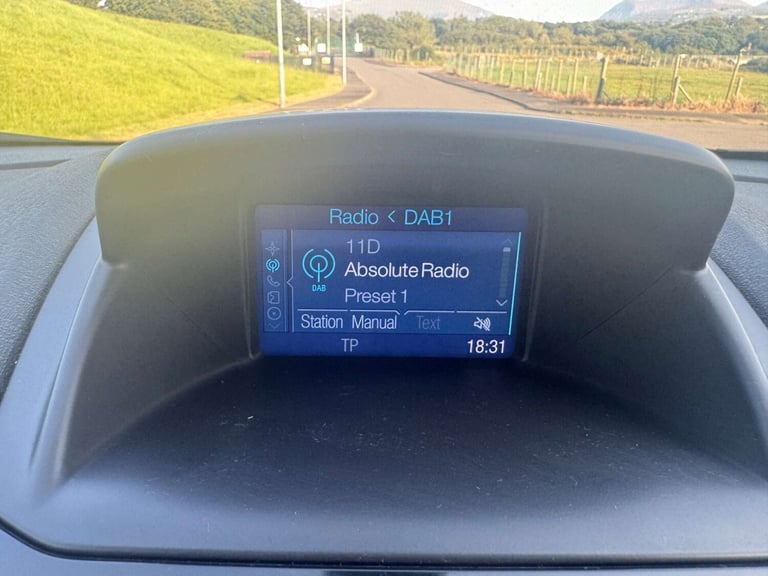 Radio < DAB1
11D
DAB
Absolute Radio
Preset 1
Station Manual Text
TP 18:31